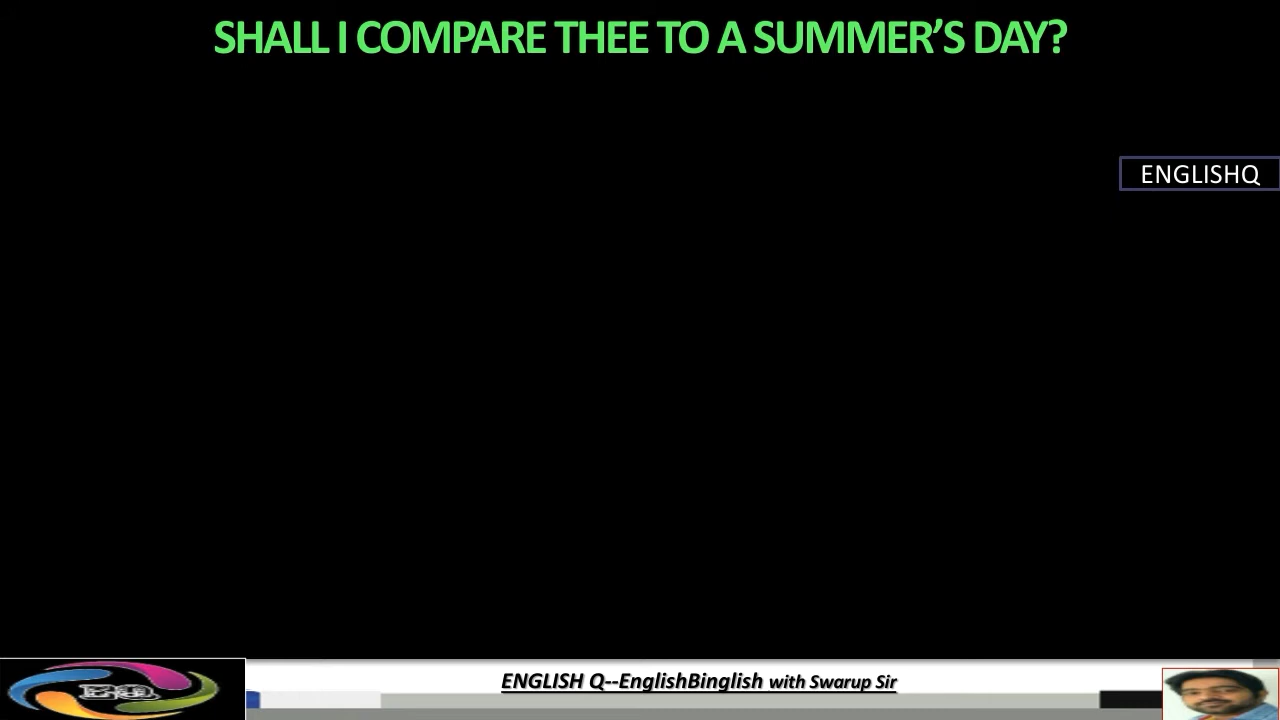 SHALL I COMPARE THEE TO A SUMMER’S DAY?
ENGLISHQ
ENGLISH Q--EnglishBinglish with Swarup Sir